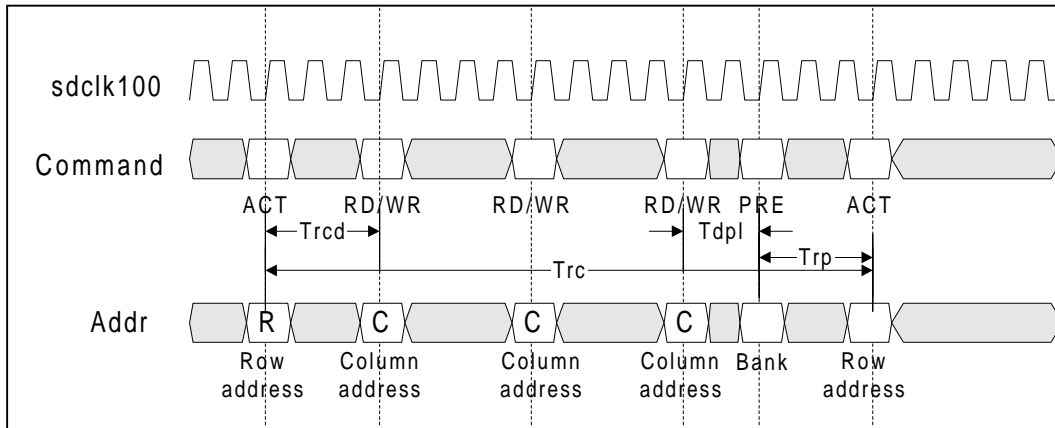 sdclk100
Command
ACT RD/WR RD/WR RD/WR PRE ACT
Trcd Tdpl
Trp
Trc
Addr R C C C
Row address Column address Column address Column address Bank Row address